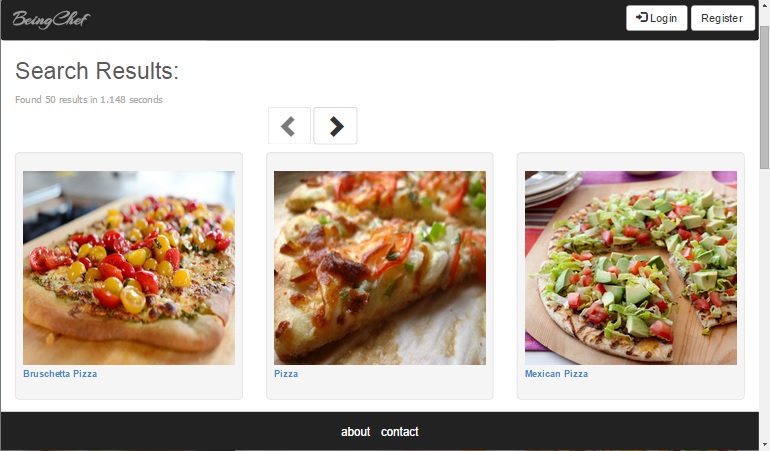 BeingChef
Login
Register
Search Results:
Found 50 results in 1.148 seconds
Bruschetta Pizza
Pizza
Mexican Pizza
about contact